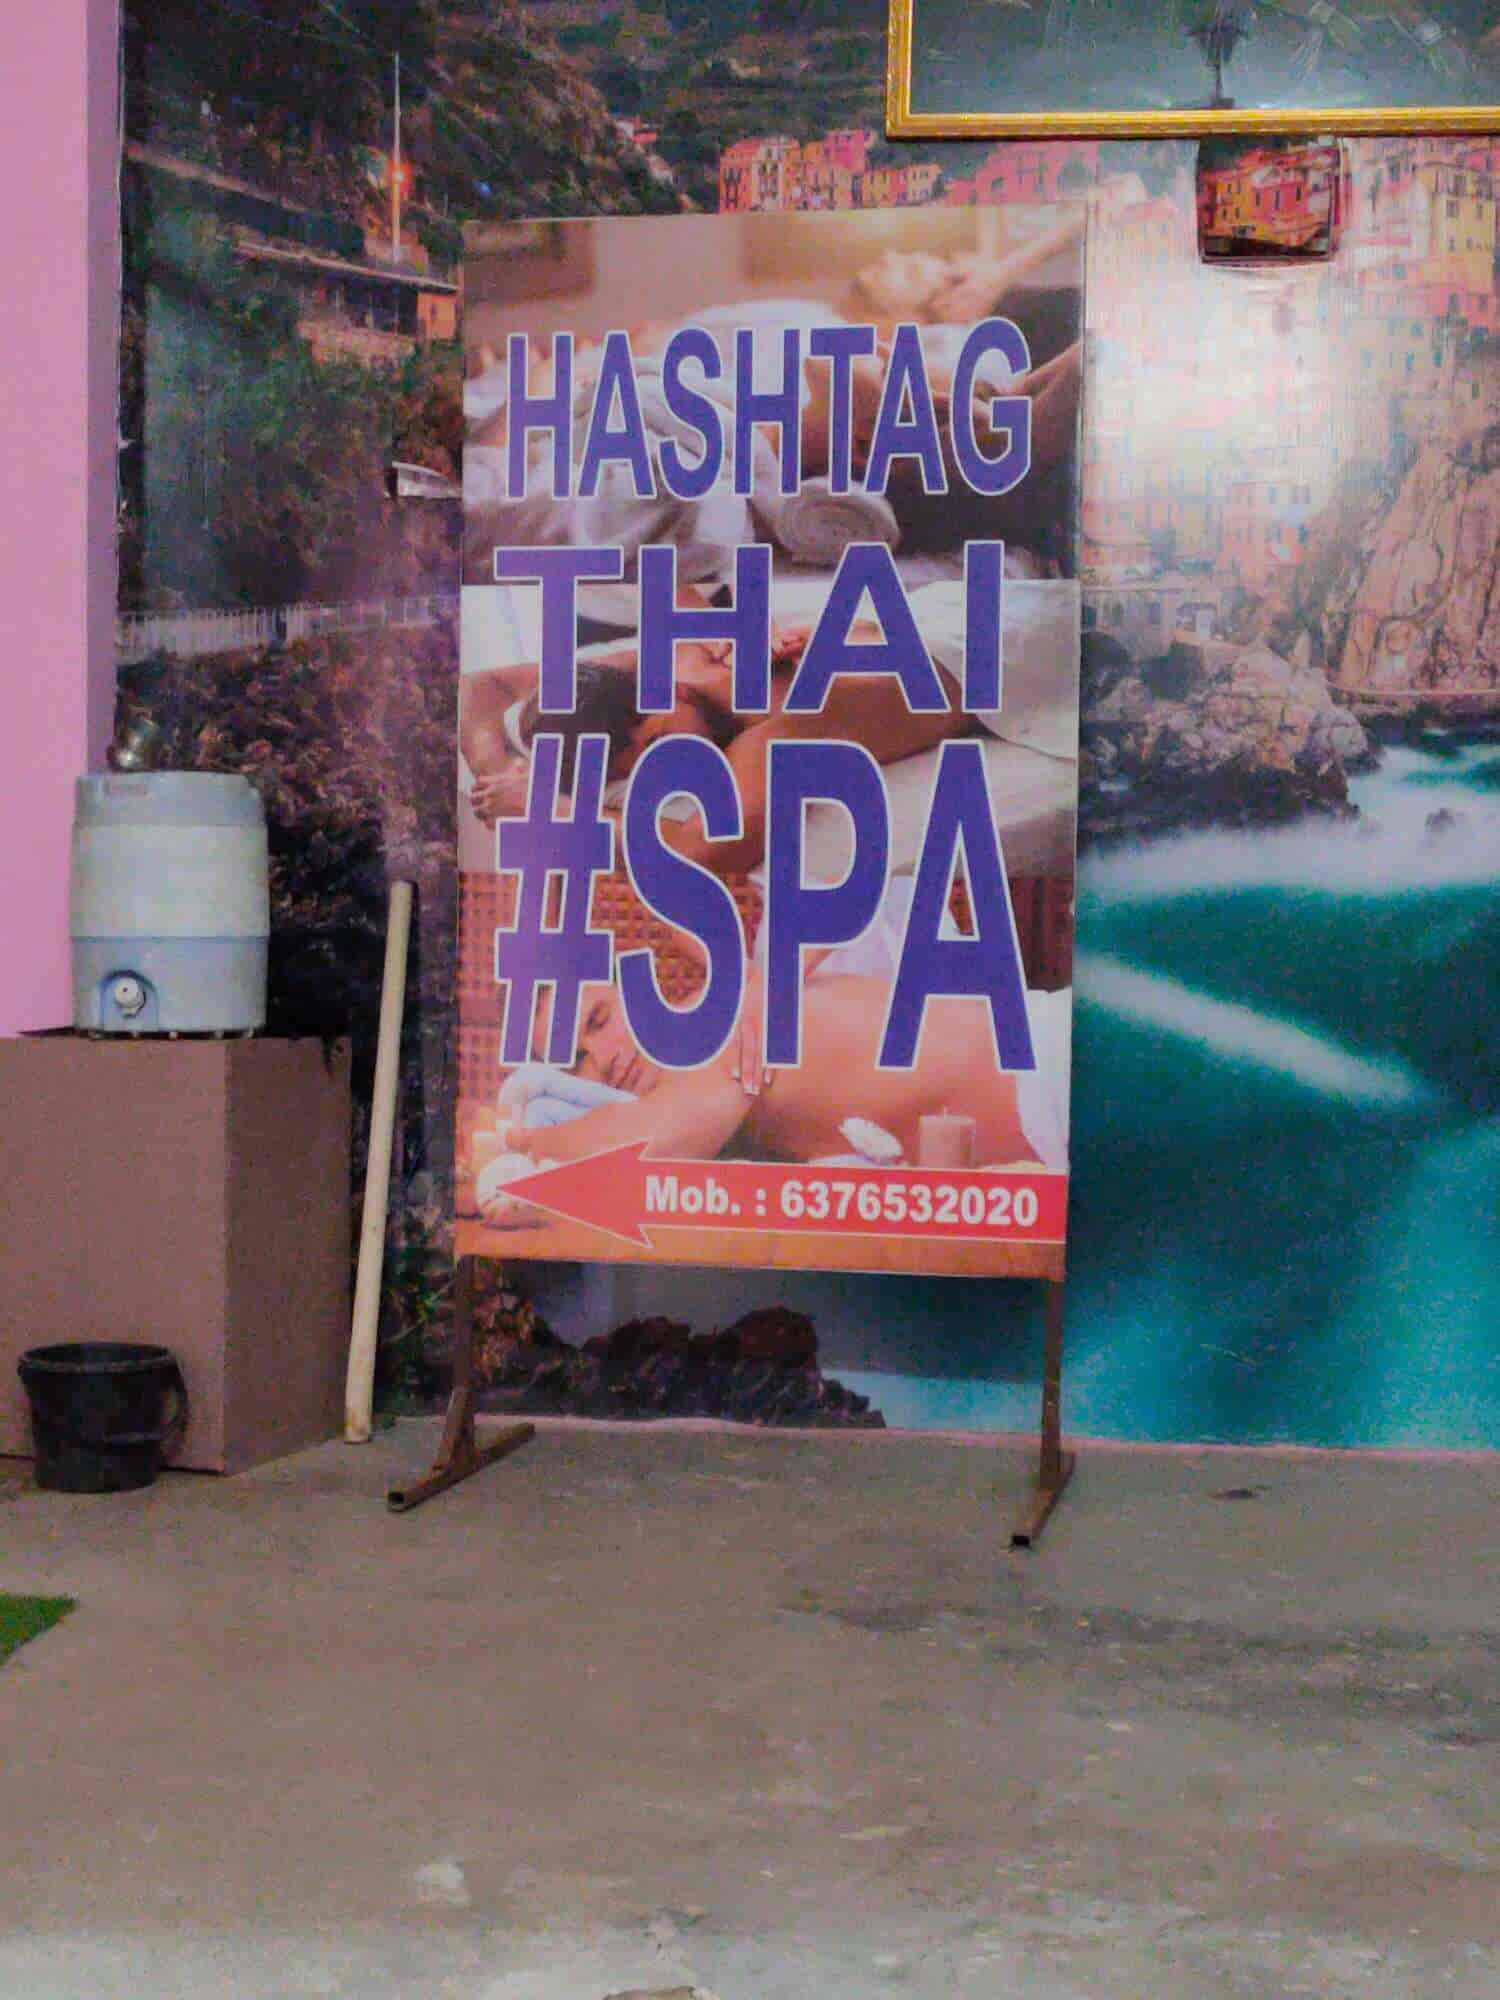 HASHTAG
THAI
#SPA
Mob. : 6376532020